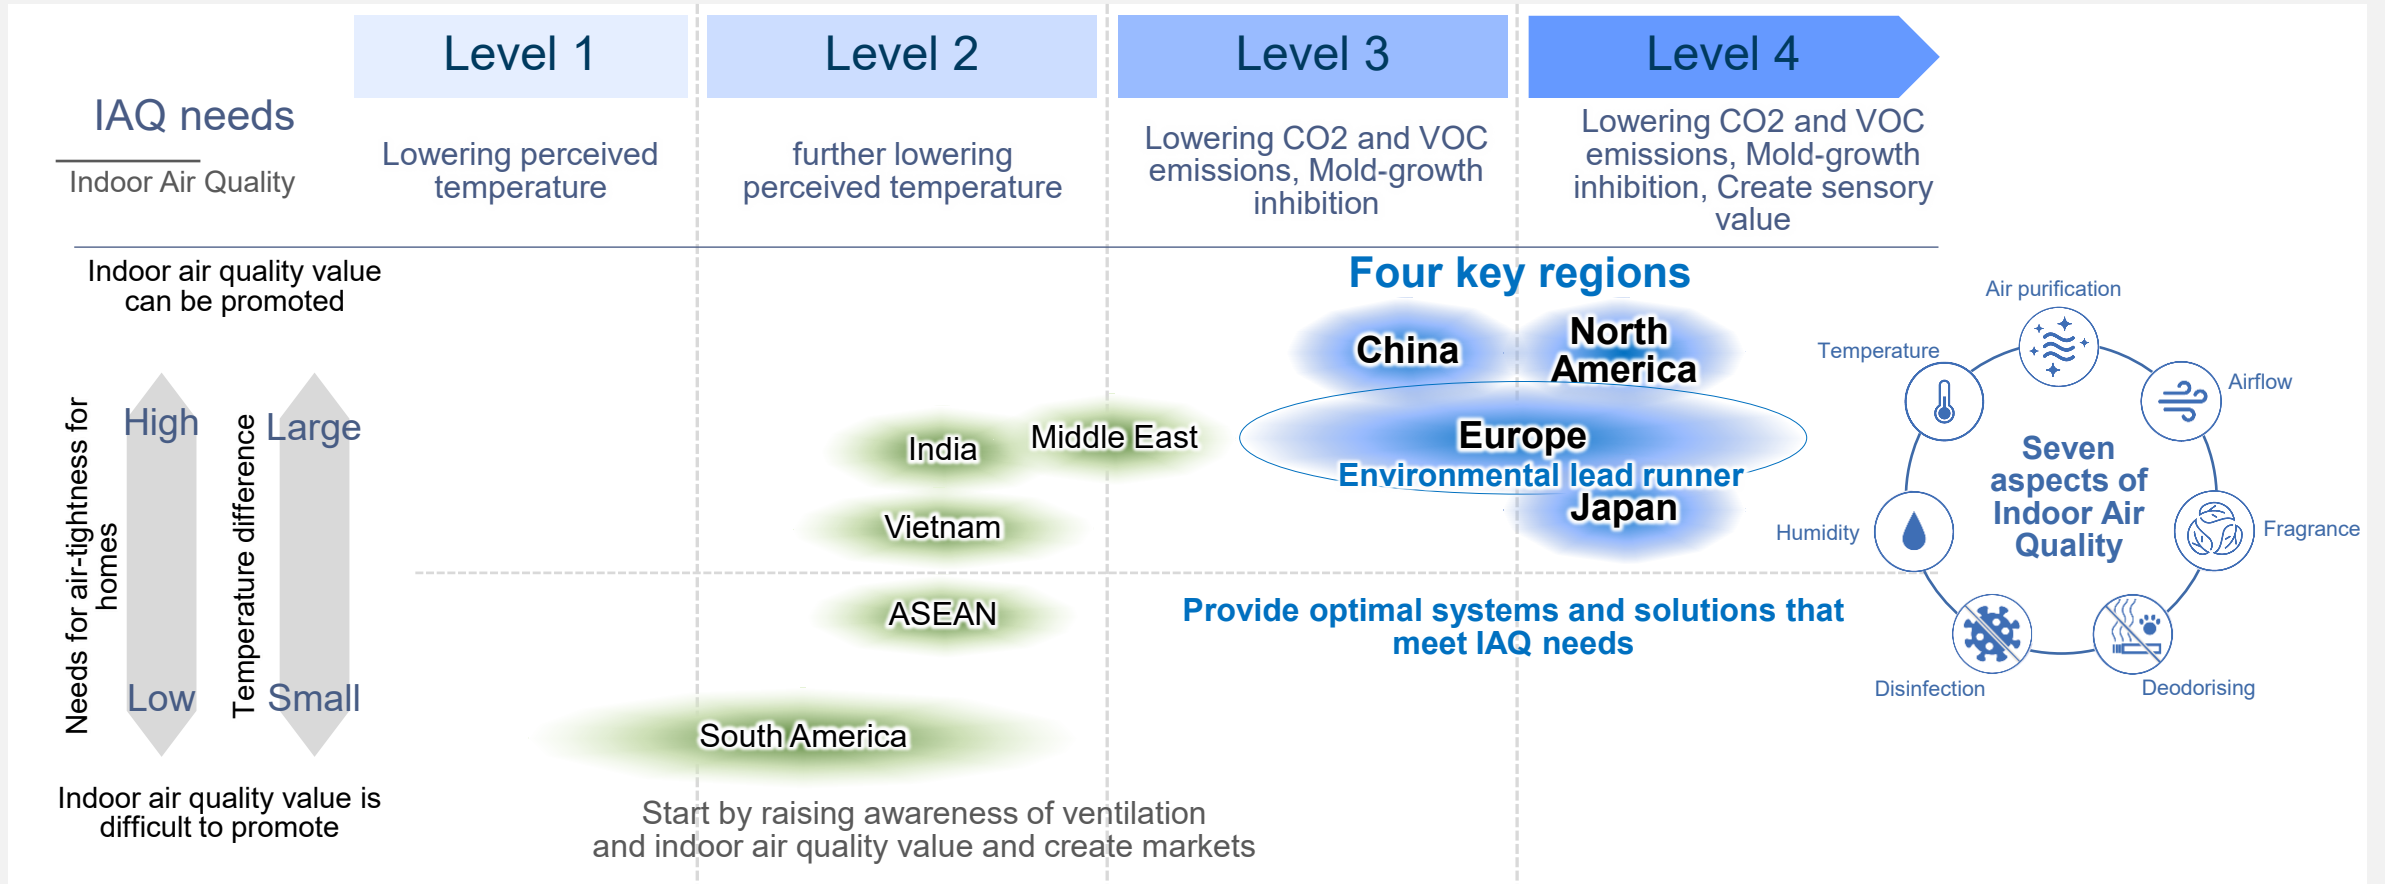 Level 1
Level 2
Level 3
Level 4
IAQ needs
Indoor Air Quality
Lowering perceived
temperature
further lowering
perceived temperature
Lowering CO2 and VOC
emissions, Mold-growth
inhibition
Lowering CO2 and VOC
emissions, Mold-growth
inhibition, Create sensory
value
Indoor air quality value
can be promoted
Needs for air-tightness for
homes
High
Low
Temperature difference
Large
Small
Indoor air quality value is
difficult to promote
Four key regions
China
North
America
Europe
Environmental lead runner
Japan
India
Middle East
Vietnam
ASEAN
South America
Provide optimal systems and solutions that
meet IAQ needs
Start by raising awareness of ventilation
and indoor air quality value and create markets
Seven
aspects of
Indoor Air
Quality
Air purification
Airflow
Fragrance
Deodorising
Disinfection
Humidity
Temperature